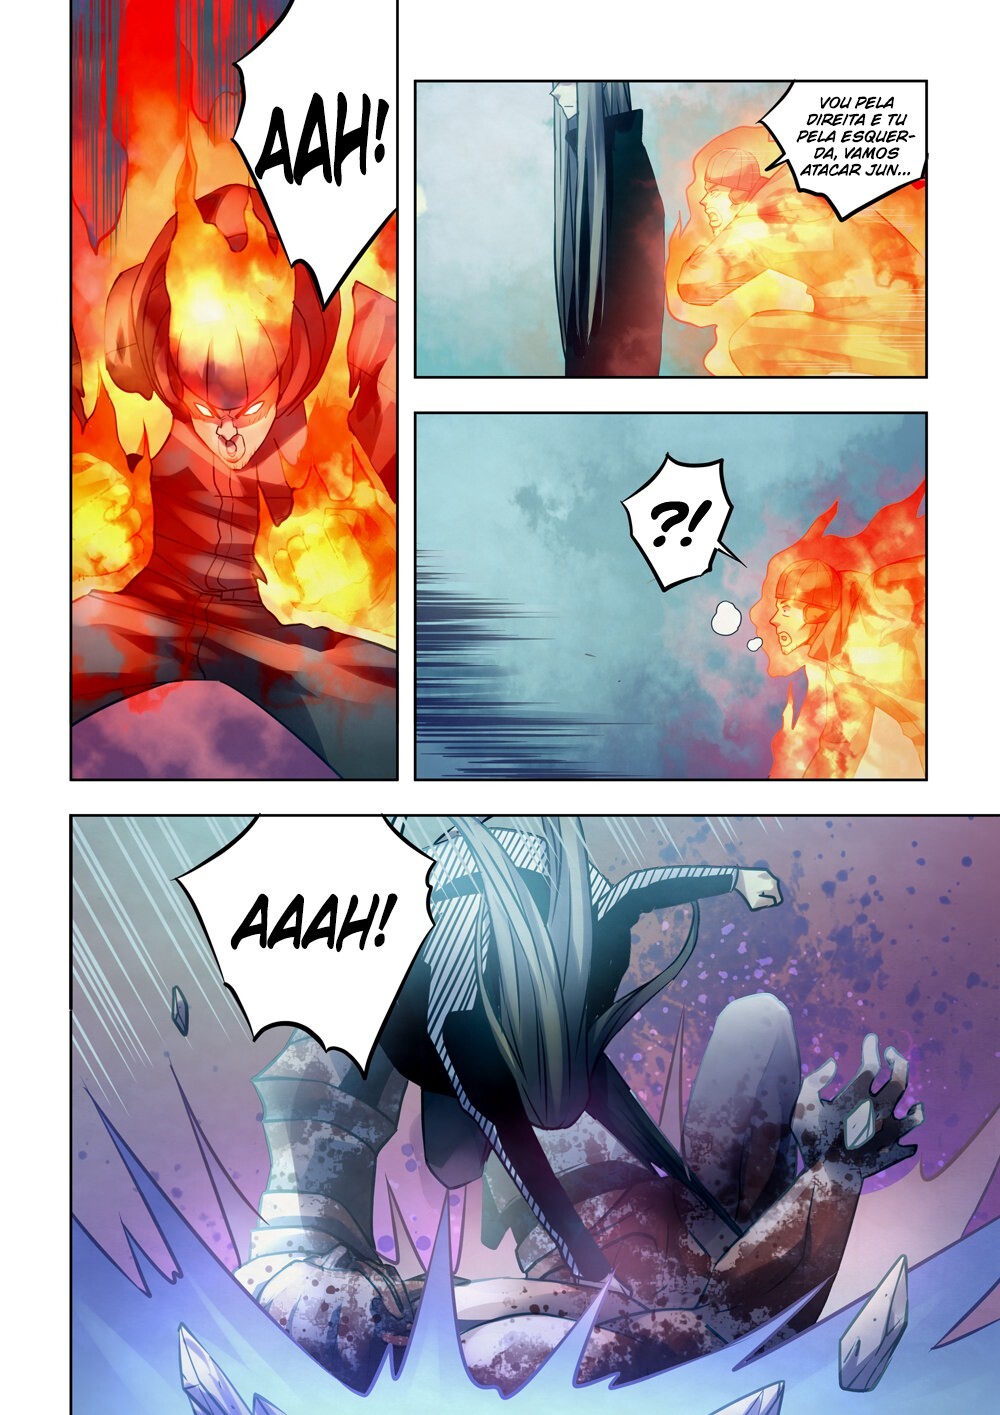 AAH!
VOU PELA
DIREITA E TU
PELA ESQUER-
DA, VAMOS
ATACAR JUN...
?!
AAAH!